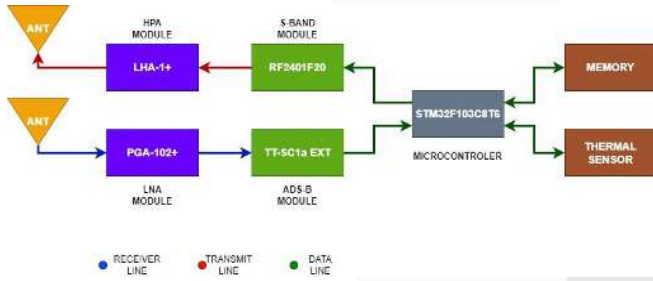 HPA
MODULE
S-BAND
MODULE
ANT
LHA-1+
RF2401F20
MEMORY
STM32F103C8T6
MICROCONTROLER
ANT
PGA-102+
TT-SC1a EXT
THERMAL
SENSOR
LNA
MODULE
ADS-B
MODULE
RECEIVER
LINE
TRANSMIT
LINE
DATA
LINE